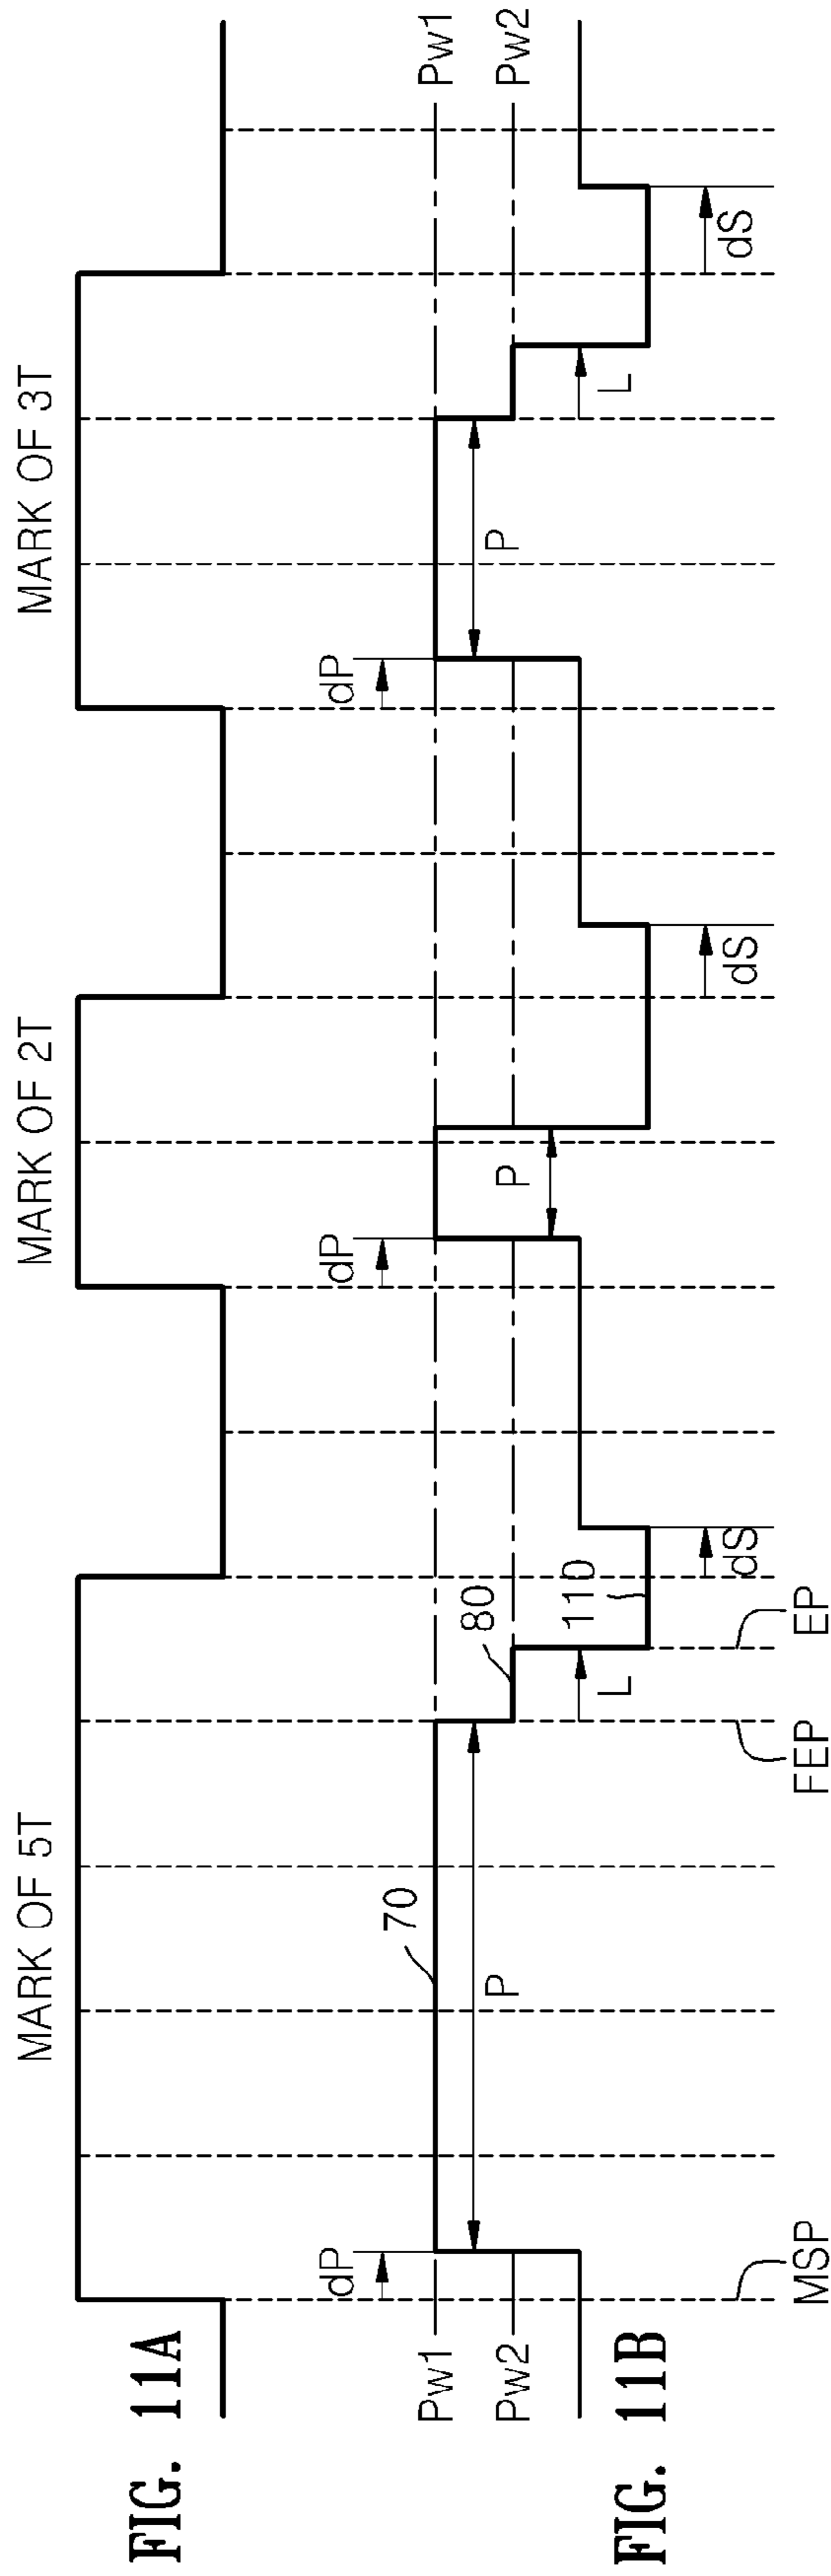 FIG. 11A
MARK OF 5T
MARK OF 2T
MARK OF 3T
FIG. 11B
Pw1
Pw2
dP
70
P
80
L
110
dS
MSP
FEP
EP
dP
P
dS
dP
P
L
dS
Pw1
Pw2